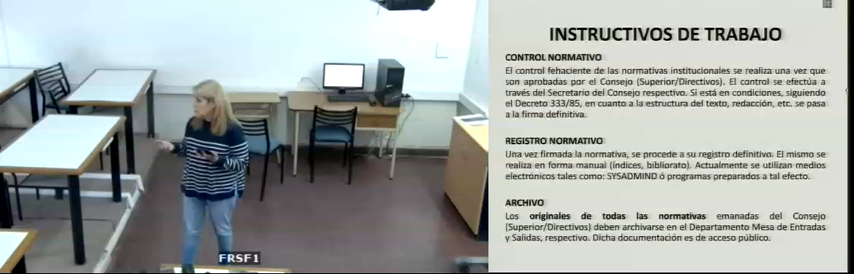 INSTRUCTIVOS DE TRABAJO
CONTROL NORMATIVO
El control fehaciente de las normativas institucionales se realiza una vez que
son aprobadas por el Consejo (Superior/Directivos). El control se efectúa a
través del Secretario del Consejo respectivo. Si está en condiciones, siguiendo
el Decreto 333/85, en cuanto a la estructura del texto, redacción, etc. se pasa
a la firma definitiva.
REGISTRO NORMATIVO
Una vez firmada la normativa, se procede a su registro definitivo. El mismo se
realiza en forma manual (índices, bibliorato). Actualmente se utilizan medios
electrónicos tales como: SYSADMIND ó programas preparados a tal efecto.
ARCHIVO
Los originales de todas las normativas emanadas del Consejo
(Superior/Directivos) deben archivarse en el Departamento Mesa de Entradas
y Salidas, respectivo. Dicha documentación es de acceso público.
FRSF1